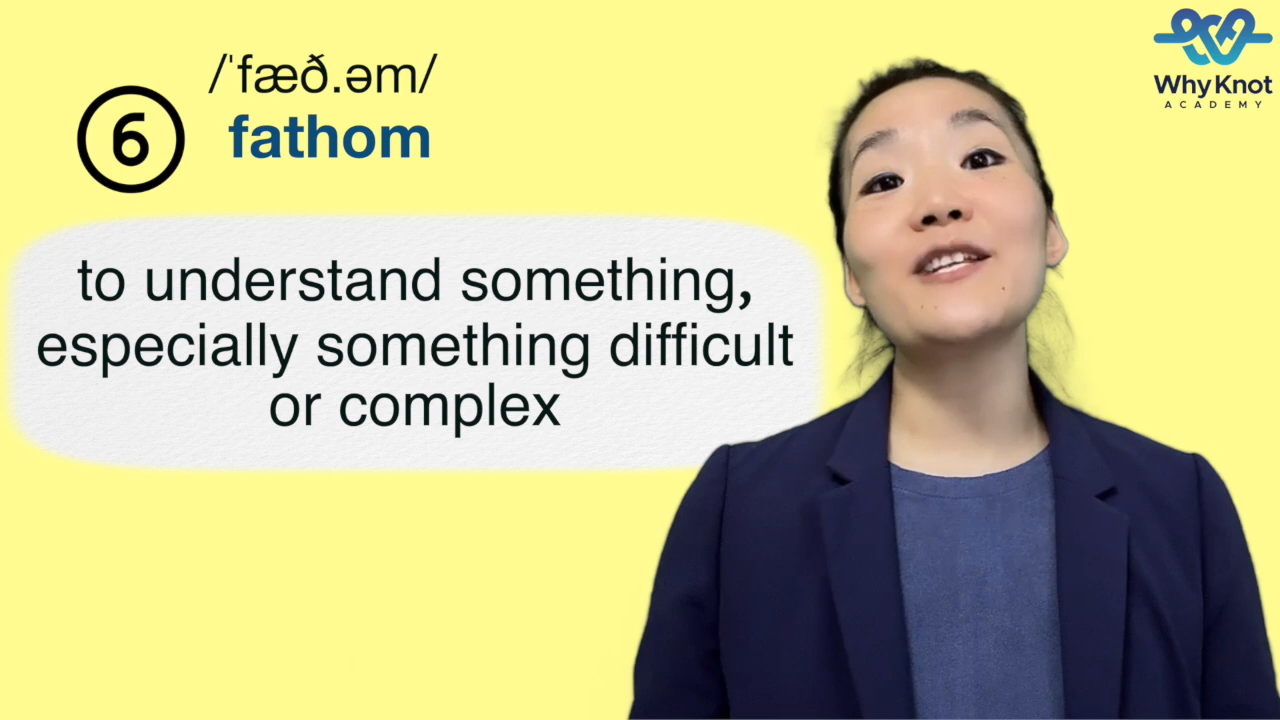 /ˈfæð.əm/
6
fathom
to understand something,
especially something difficult
or complex
Why Knot
ACADEMY